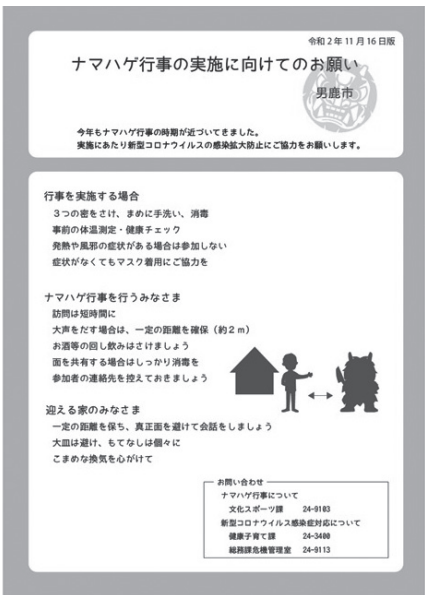 令和2年11月16日版
ナマハゲ行事の実施に向けてのお願い
男鹿市
今年もナマハゲ行事の時期が近づいてきました。
実施にあたり新型コロナウイルスの感染拡大防止にご協力をお願いします。
行事を実施する場合
3つの密をさけ、まめに手洗い、消毒
事前の体温測定・健康チェック
発熱や風邪の症状がある場合は参加しない
症状がなくてもマスク着用にご協力を
ナマハゲ行事を行うみなさま
訪問は短時間に
大声をだす場合は、一定の距離を確保（約2m）
お酒等の回し飲みはさけましょう
面を共有する場合はしっかり消毒を
参加者の連絡先を控えておきましょう
迎える家のみなさま
一定の距離を保ち、真正面を避けて会話をしましょう
大皿は避け、もてなしは個々に
こまめな換気を心がけて
お問い合わせ
ナマハゲ行事について
文化スポーツ課 24-9103
新型コロナウイルス感染症対応について
健康子育て課 24-3400
総務課危機管理室 24-9113